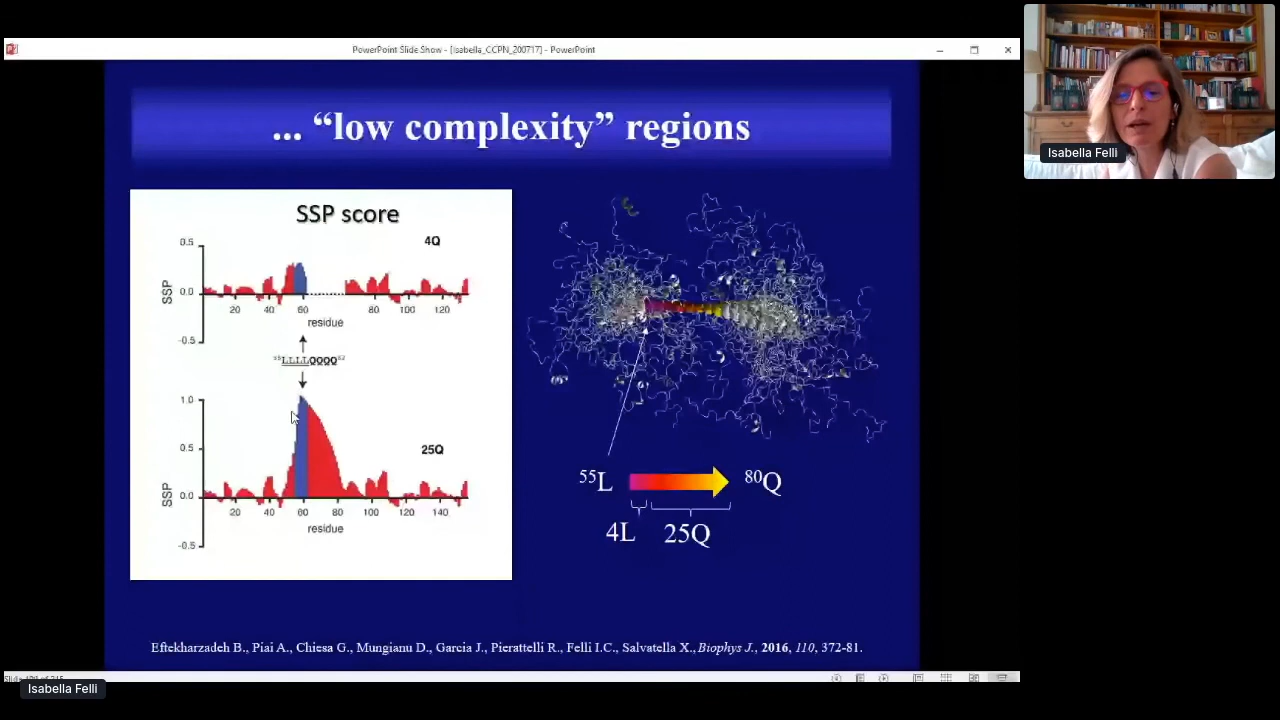 PowerPoint Slide Show - [Isabella_CCPN_200717] - PowerPoint
Isabella Felli
... “low complexity” regions
SSP score
4Q
0.5
0.0
-0.5
SSP
20 40 60 80 100 120
residue
LLLLQQQQ
25Q
1.0
0.5
0.0
-0.5
SSP
20 40 60 80 100 120 140
residue
55L 80Q
4L 25Q
Eftekharzadeh B., Piai A., Chiesa G., Mungianu D., Garcia J., Pierattelli R., Felli I.C., Salvatella X., Biophys J., 2016, 110, 372-81.
Isabella Felli